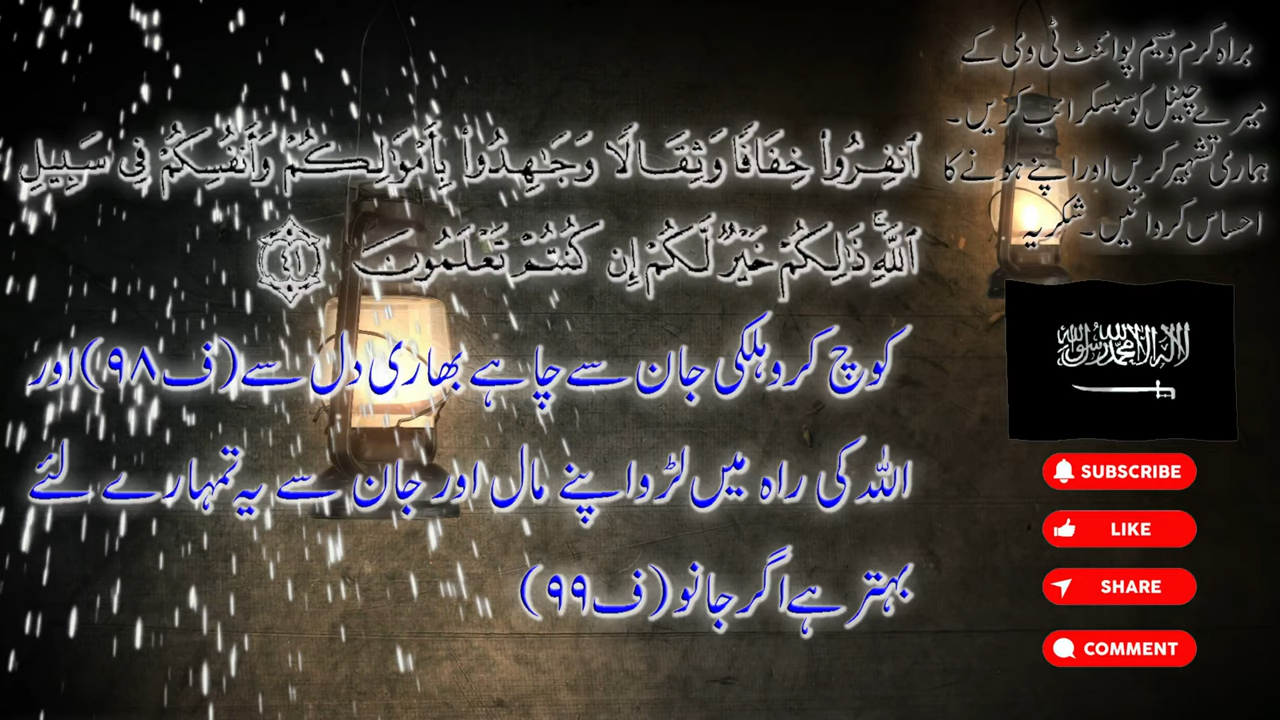 ٱنفِرُوا۟ خِفَافًا وَثِقَالًا وَجَـٰهِدُوا۟ بِأَمْوَٰلِكُمْ وَأَنفُسِكُمْ فِى سَبِيلِ
ٱللَّهِ ۚ ذَٰلِكُمْ خَيْرٌ لَّكُمْ إِن كُنتُمْ تَعْلَمُونَ ٤١
کوچ کرو ہلکی جان سے چاہے بھاری دل سے (ف۹۸) اور
اللہ کی راہ میں لڑو اپنے مال اور جان سے یہ تمہارے لئے
بہتر ہے اگر جانو (ف۹۹)
براہ کرم وسیم پوائنٹ ٹی وی کے
میرے چینل کو سبسکرائب کریں۔
ہماری تشہیر کریں اور اپنے ہونے کا
احساس کروائیں۔ شکریہ
لا اله الا الله محمد رسول الله
SUBSCRIBE
LIKE
SHARE
COMMENT